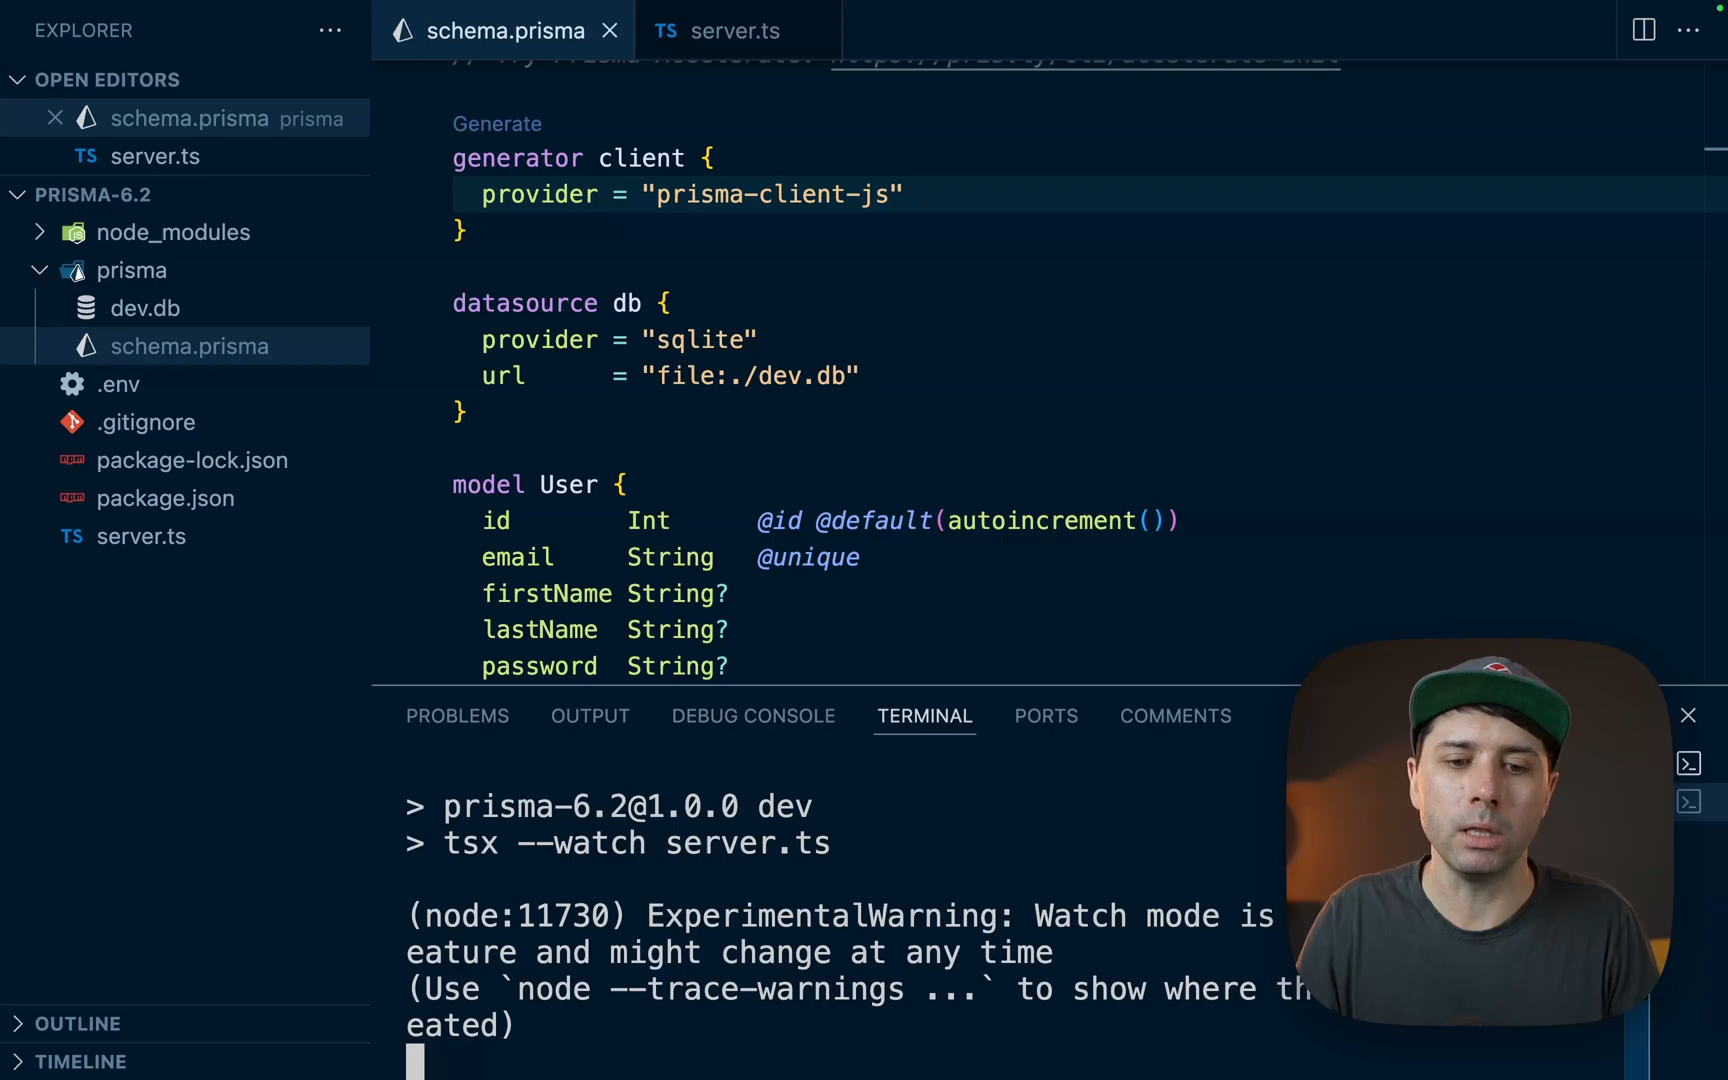 EXPLORER
OPEN EDITORS
schema.prisma prisma
TS server.ts
PRISMA-6.2
node_modules
prisma
dev.db
schema.prisma
.env
.gitignore
package-lock.json
package.json
TS server.ts
OUTLINE
TIMELINE
schema.prisma
TS server.ts
Generate
generator client {
provider = "prisma-client-js"
}
datasource db {
provider = "sqlite"
url = "file:./dev.db"
}
model User {
id Int @id @default(autoincrement())
email String @unique
firstName String?
lastName String?
password String?
PROBLEMS OUTPUT DEBUG CONSOLE TERMINAL PORTS COMMENTS
> prisma-6.2@1.0.0 dev
> tsx --watch server.ts
(node:11730) ExperimentalWarning: Watch mode is
eature and might change at any time
(Use `node --trace-warnings ...` to show where th
eated)